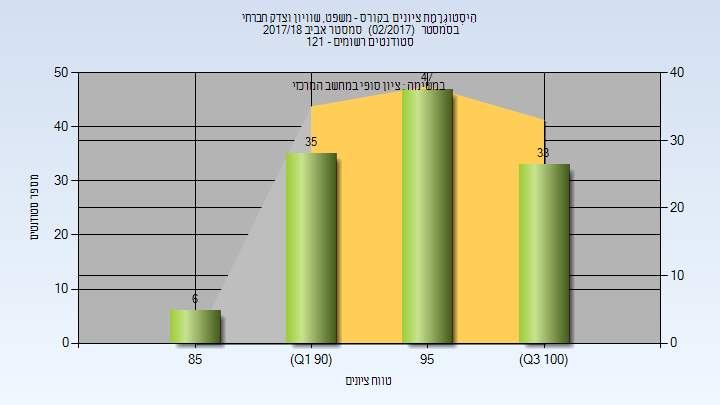 היסטוגרמת ציונים בקורס - משפט, שוויון וצדק חברתי
בסמסטר (02/2017) סמסטר אביב 2017/18
סטודנטים רשומים - 121
במשימה: ציון סופי במחשב המרכזי
50
40
30
20
10
0
40
30
20
10
0
מספר סטודנטים
6
35
47
33
85
(Q1 90)
95
(Q3 100)
טווח ציונים